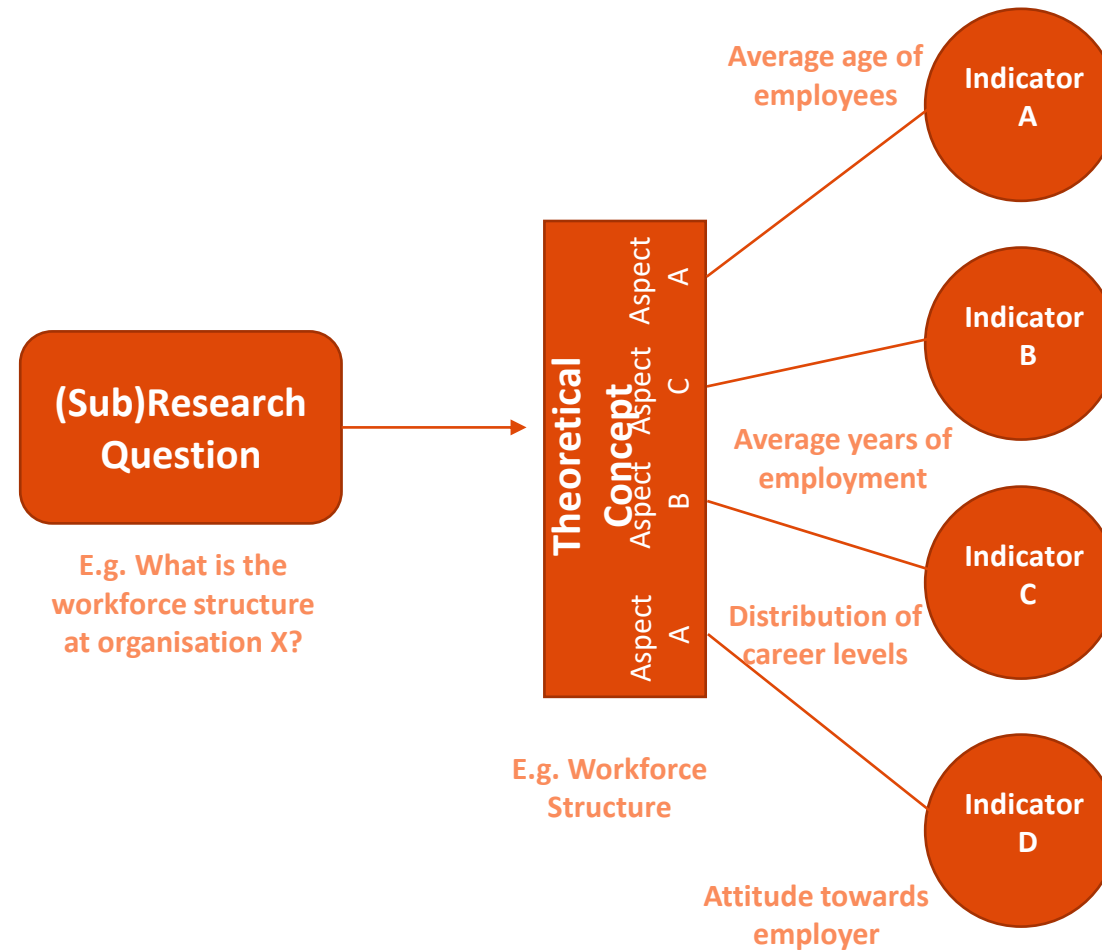 (Sub)Research
Question
E.g. What is the
workforce structure
at organisation X?
Theoretical
Concept
Aspect
A
Aspect
C
Aspect
B
Aspect
A
E.g. Workforce
Structure
Average age of
employees
Indicator
A
Indicator
B
Average years of
employment
Indicator
C
Distribution of
career levels
Indicator
D
Attitude towards
employer